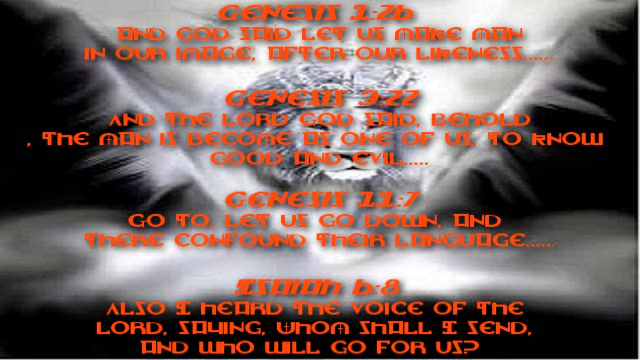 GENESIS 1:26
AND GOD SAID LET US MAKE MAN
IN OUR IMAGE, AFTER OUR LIKENESS......
GENESIS 3:22
AND THE LORD GOD SAID, BEHOLD
, THE MAN IS BECOME AS ONE OF US, TO KNOW
GOOD AND EVIL......
GENESIS 11:7
GO TO, LET US GO DOWN, AND
THERE CONFOUND THEIR LANGUAGE......
ISAIAH 6:8
ALSO I HEARD THE VOICE OF THE
LORD, SAYING, WHOM SHALL I SEND,
AND WHO WILL GO FOR US?